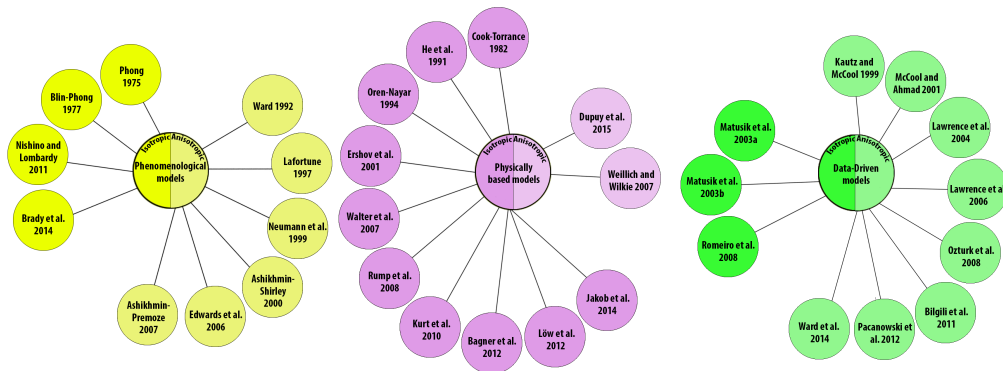 Phong
1975
Blin-Phong
1977
Nishino and
Lombardy
2011
Brady et al.
2014
Isotropic Anisotropic
Phenomenological
models
Ward 1992
Lafortune
1997
Neumann et al.
1999
Ashikhmin-
Shirley
2000
Edwards et al.
2006
Ashikhmin-
Premoze
2007
Cook-Torrance
1982
He et al.
1991
Oren-Nayar
1994
Ershov et al.
2001
Walter et al.
2007
Rump et al.
2008
Kurt et al.
2010
Bagner et al.
2012
Löw et al.
2012
Jakob et al.
2014
Isotropic Anisotropic
Physically
based models
Dupuy et al.
2015
Weillich and
Wilkie 2007
Kautz and
McCool 1999
McCool and
Ahmad 2001
Lawrence et al.
2004
Lawrence et a
2006
Ozturk et al.
2008
Bilgili et al.
2011
Pacanowski et
al. 2012
Ward et al.
2014
Isotropic Anisotropic
Data-Driven
models
Matusik et al.
2003a
Matusik et al.
2003b
Romeiro et al.
2008